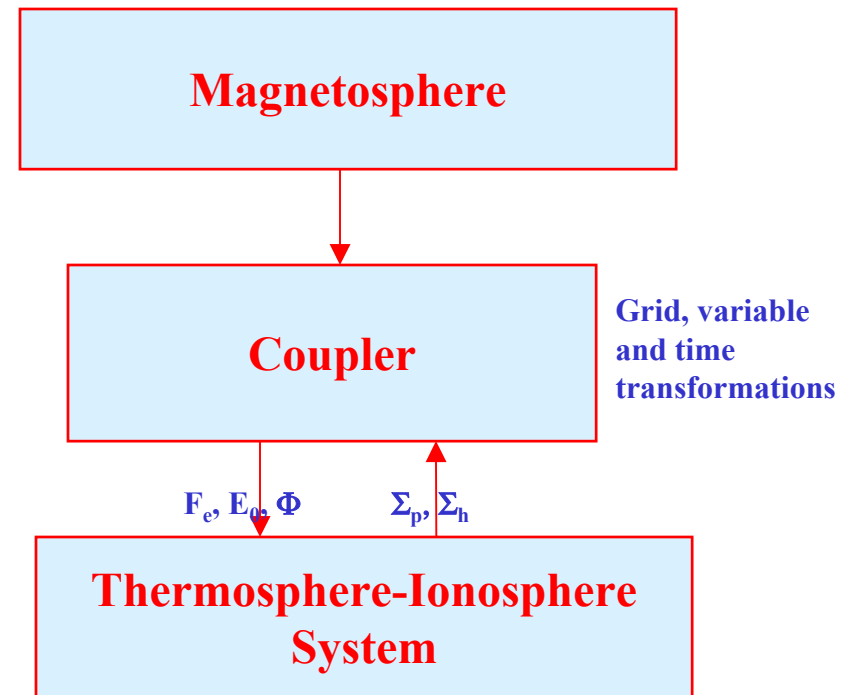 Magnetosphere
Coupler
Grid, variable
and time
transformations
Fₑ, E₀, Φ
Σₚ, Σₕ
Thermosphere-Ionosphere
System